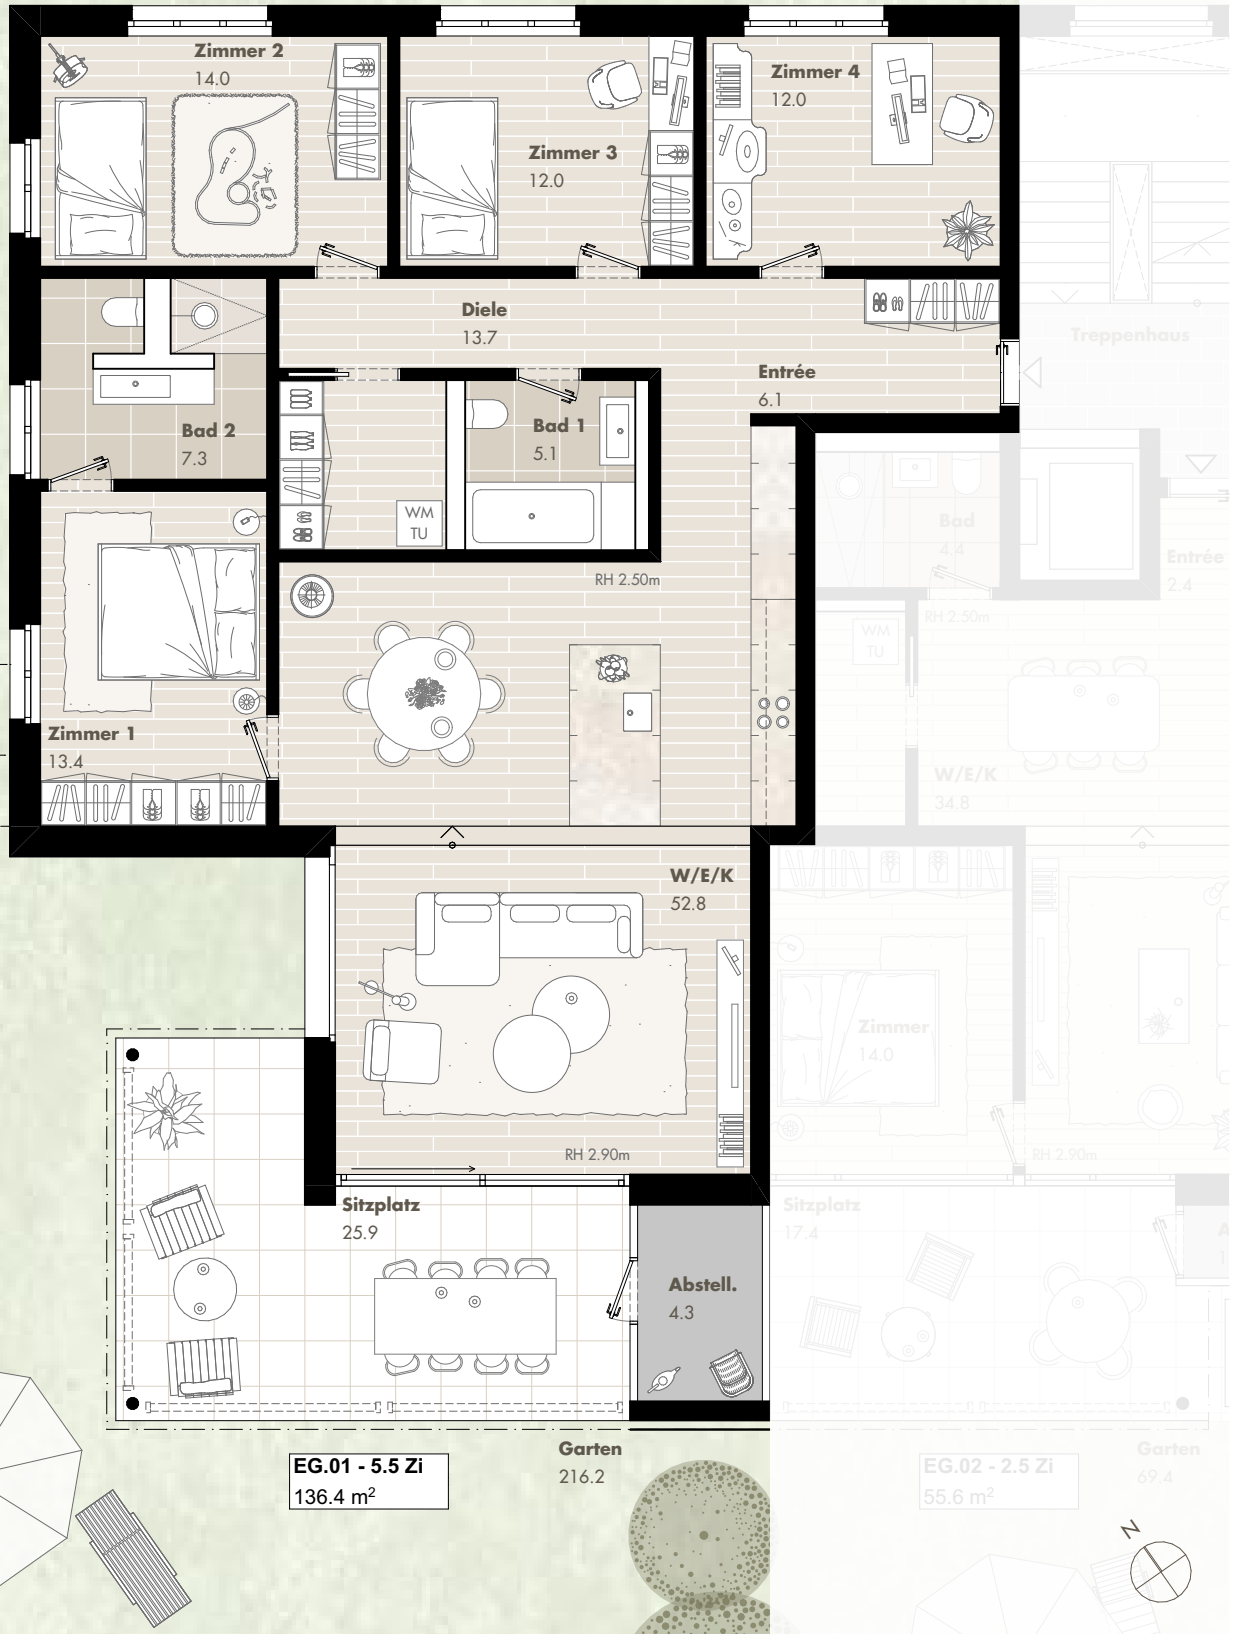 Zimmer 2
14.0
Zimmer 3
12.0
Zimmer 4
12.0
Diele
13.7
Entrée
6.1
Treppenhaus
Bad 2
7.3
Bad 1
5.1
WM
TU
Bad
4.4
Entrée
2.4
RH 2.50m
RH 2.50m
WM
TU
Zimmer 1
13.4
W/E/K
34.8
W/E/K
52.8
Zimmer
14.0
RH 2.90m
RH 2.90m
Sitzplatz
25.9
Sitzplatz
17.4
Abstell.
4.3
A
1
Garten
216.2
Garten
69.4
EG.01 - 5.5 Zi
136.4 m²
EG.02 - 2.5 Zi
55.6 m²
N